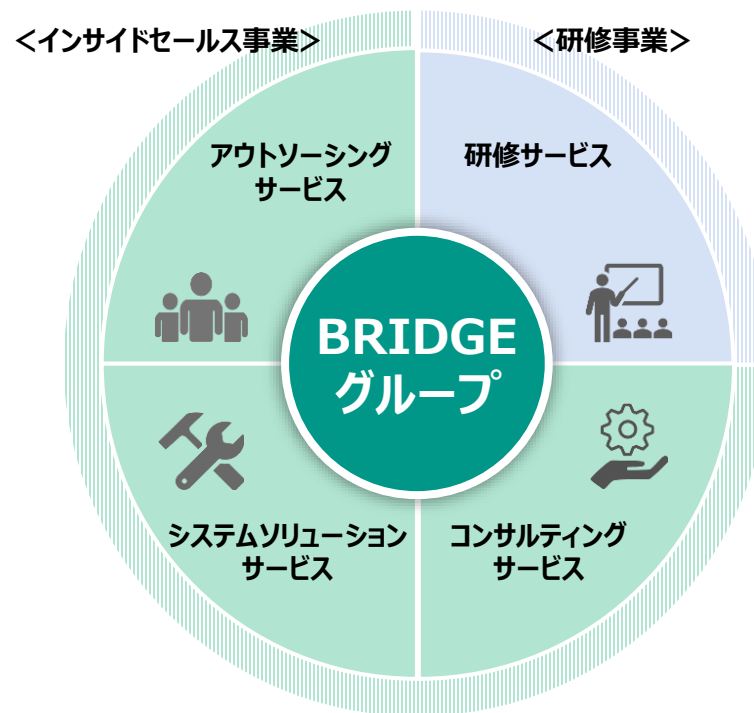 ＜インサイドセールス事業＞
＜研修事業＞
アウトソーシング
サービス
研修サービス
BRIDGE
グループ
システムソリューション
サービス
コンサルティング
サービス